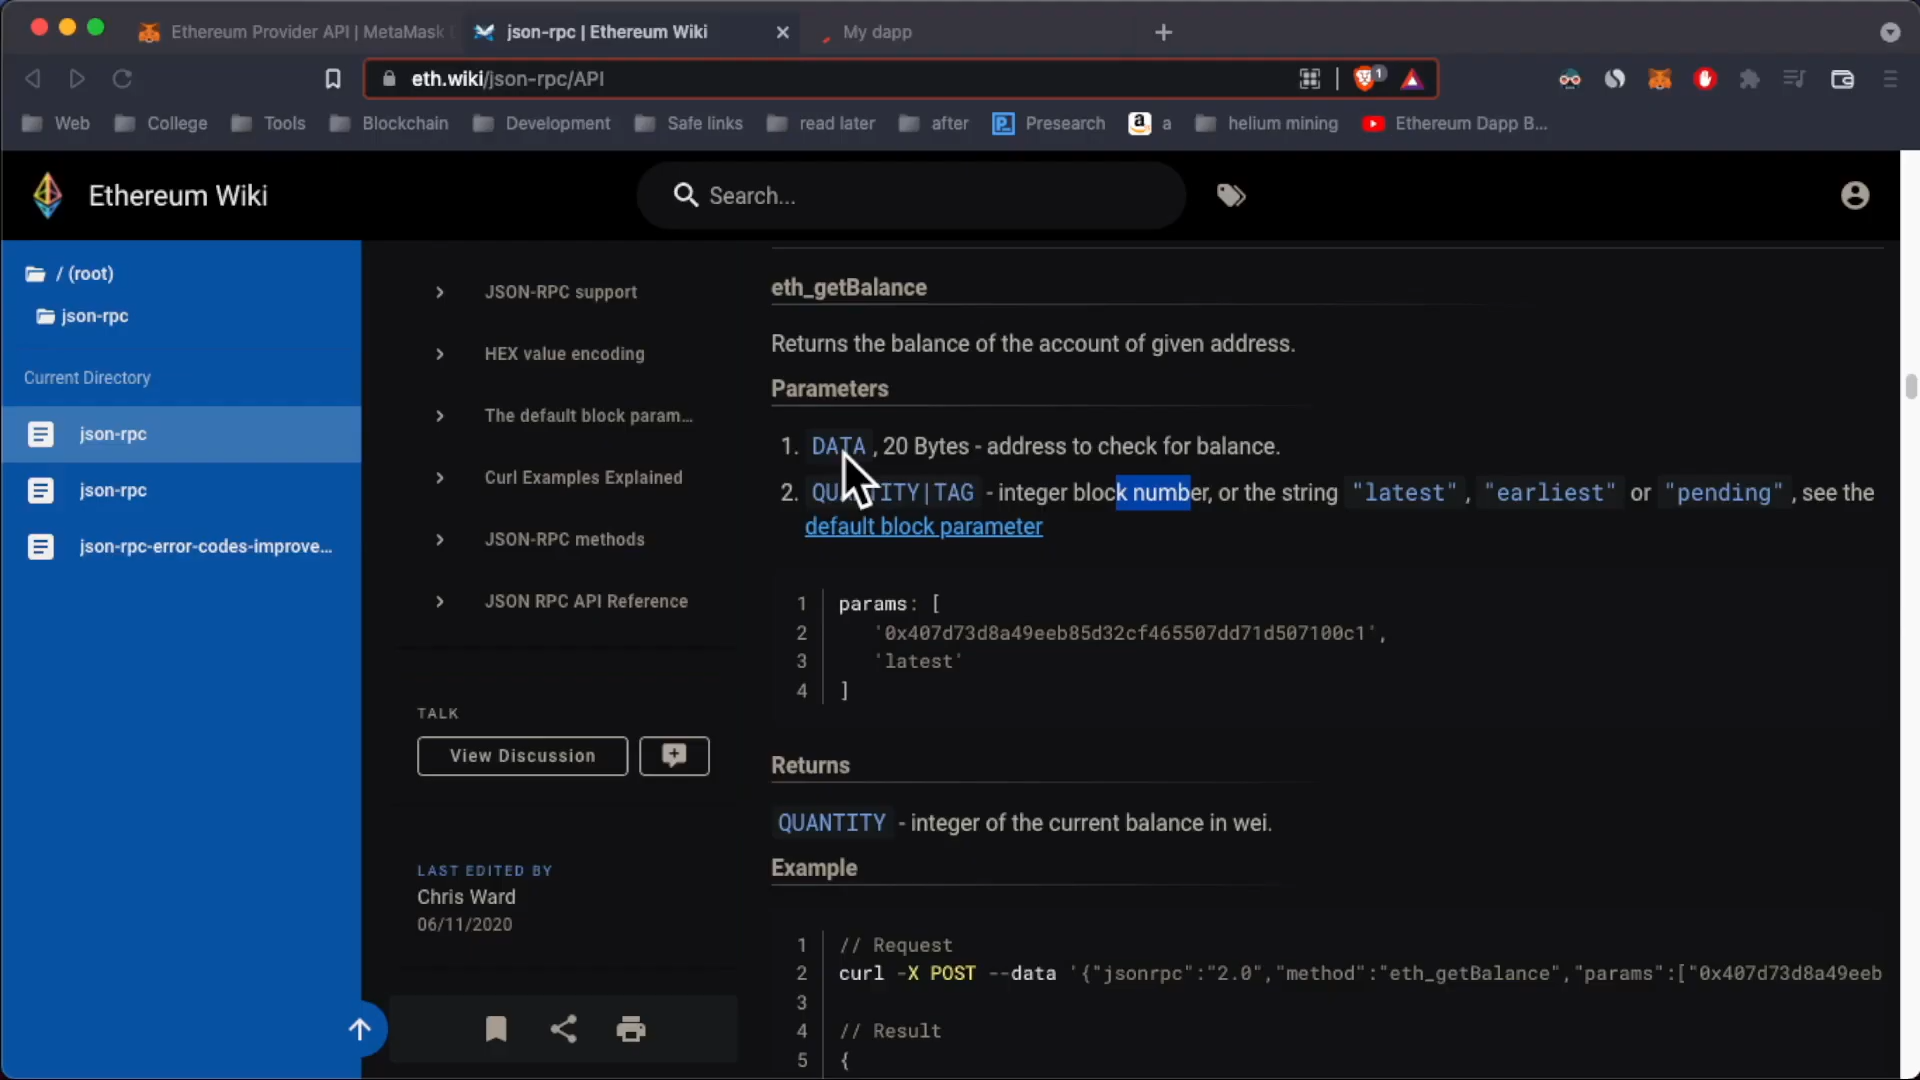 Ethereum Provider API | MetaMask
json-rpc | Ethereum Wiki
My dapp
eth.wiki/json-rpc/API
1
Web
College
Tools
Blockchain
Development
Safe links
read later
after
Presearch
a
helium mining
Ethereum Dapp B...
Ethereum Wiki
Search...
/ (root)
json-rpc
Current Directory
json-rpc
json-rpc
json-rpc-error-codes-improve...
JSON-RPC support
HEX value encoding
The default block param...
Curl Examples Explained
JSON-RPC methods
JSON RPC API Reference
TALK
View Discussion
LAST EDITED BY
Chris Ward
06/11/2020
eth_getBalance
Returns the balance of the account of given address.
Parameters
1. DATA, 20 Bytes - address to check for balance.
2. QUANTITY|TAG - integer block number, or the string "latest", "earliest" or "pending", see the
default block parameter
1 params: [
2 '0x407d73d8a49eeb85d32cf465507dd71d507100c1',
3 'latest'
4 ]
Returns
QUANTITY - integer of the current balance in wei.
Example
1 // Request
2 curl -X POST --data '{"jsonrpc":"2.0","method":"eth_getBalance","params":["0x407d73d8a49eeb
3
4 // Result
5 {